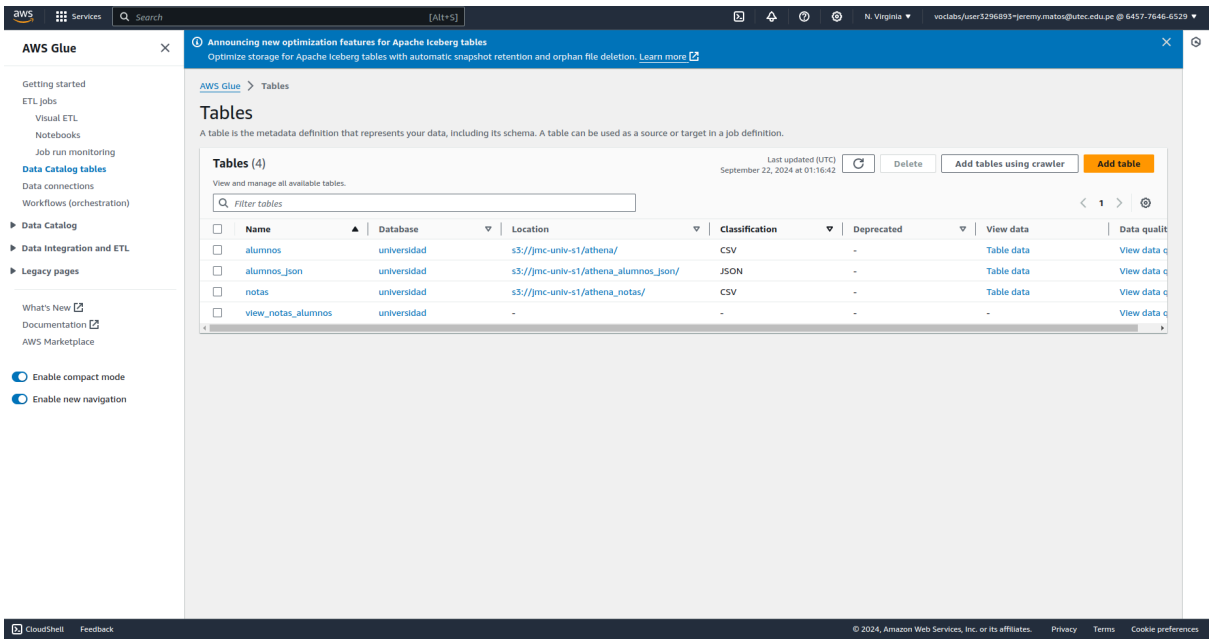 aws Services Search [Alt+S] N. Virginia voclabs/user3296893=jeremy.matos@utec.edu.pe @ 6457-7646-6529
AWS Glue
Getting started
ETL jobs
Visual ETL
Notebooks
Job run monitoring
Data Catalog tables
Data connections
Workflows (orchestration)
Data Catalog
Data Integration and ETL
Legacy pages
What's New
Documentation
AWS Marketplace
Enable compact mode
Enable new navigation
Announcing new optimization features for Apache Iceberg tables
Optimize storage for Apache Iceberg tables with automatic snapshot retention and orphan file deletion. Learn more
AWS Glue > Tables
Tables
A table is the metadata definition that represents your data, including its schema. A table can be used as a source or target in a job definition.
Tables (4)
View and manage all available tables.
Last updated (UTC)
September 22, 2024 at 01:16:42
Delete Add tables using crawler Add table
Filter tables
< 1 >
Name Database Location Classification Deprecated View data Data qualit
alumnos universidad s3://jmc-univ-s1/athena/ CSV - Table data View data q
alumnos_json universidad s3://jmc-univ-s1/athena_alumnos_json/ JSON - Table data View data q
notas universidad s3://jmc-univ-s1/athena_notas/ CSV - Table data View data q
view_notas_alumnos universidad - - - - View data q
CloudShell Feedback © 2024, Amazon Web Services, Inc. or its affiliates. Privacy Terms Cookie preferences